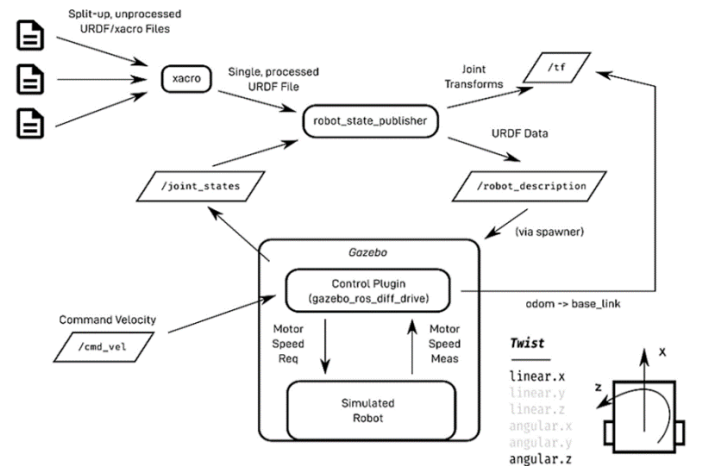 Split-up, unprocessed
URDF/xacro Files
xacro
Single, processed
URDF File
robot_state_publisher
Joint
Transforms
/tf
URDF Data
/joint_states
/robot_description
(via spawner)
Gazebo
Control Plugin
(gazebo_ros_diff_drive)
odom -> base_link
Command Velocity
/cmd_vel
Motor
Speed
Req
Motor
Speed
Meas
Simulated
Robot
Twist
linear.x
linear.y
linear.z
angular.x
angular.y
angular.z
X
Z